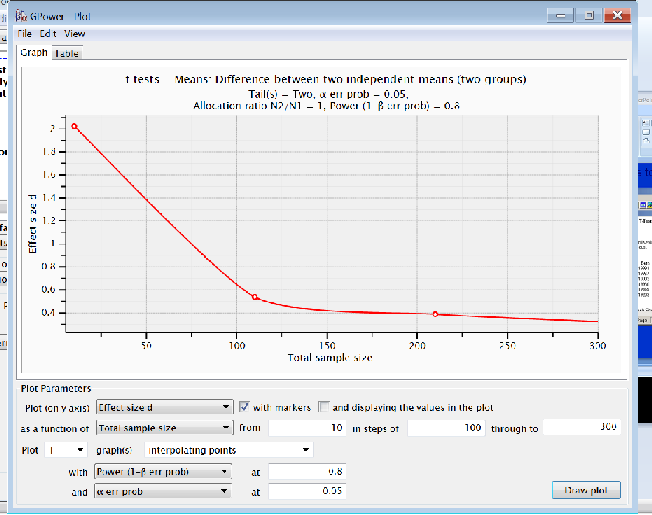 GPower - Plot
File Edit View
Graph Table
t tests - Means: Difference between two independent means (two groups)
Tail(s) = Two, α err prob = 0.05,
Allocation ratio N2/N1 = 1, Power (1-β err prob) = 0.8
2
1.8
1.6
1.4
1.2
1
0.8
0.6
0.4
Effect size d
50 100 150 200 250 300
Total sample size
Plot Parameters
Plot (on y axis) Effect size d with markers and displaying the values in the plot
as a function of Total sample size from 10 in steps of 100 through to 300
Plot 1 graph(s) interpolating points
with Power (1-β err prob) at 0.8
and α err prob at 0.05
Draw plot